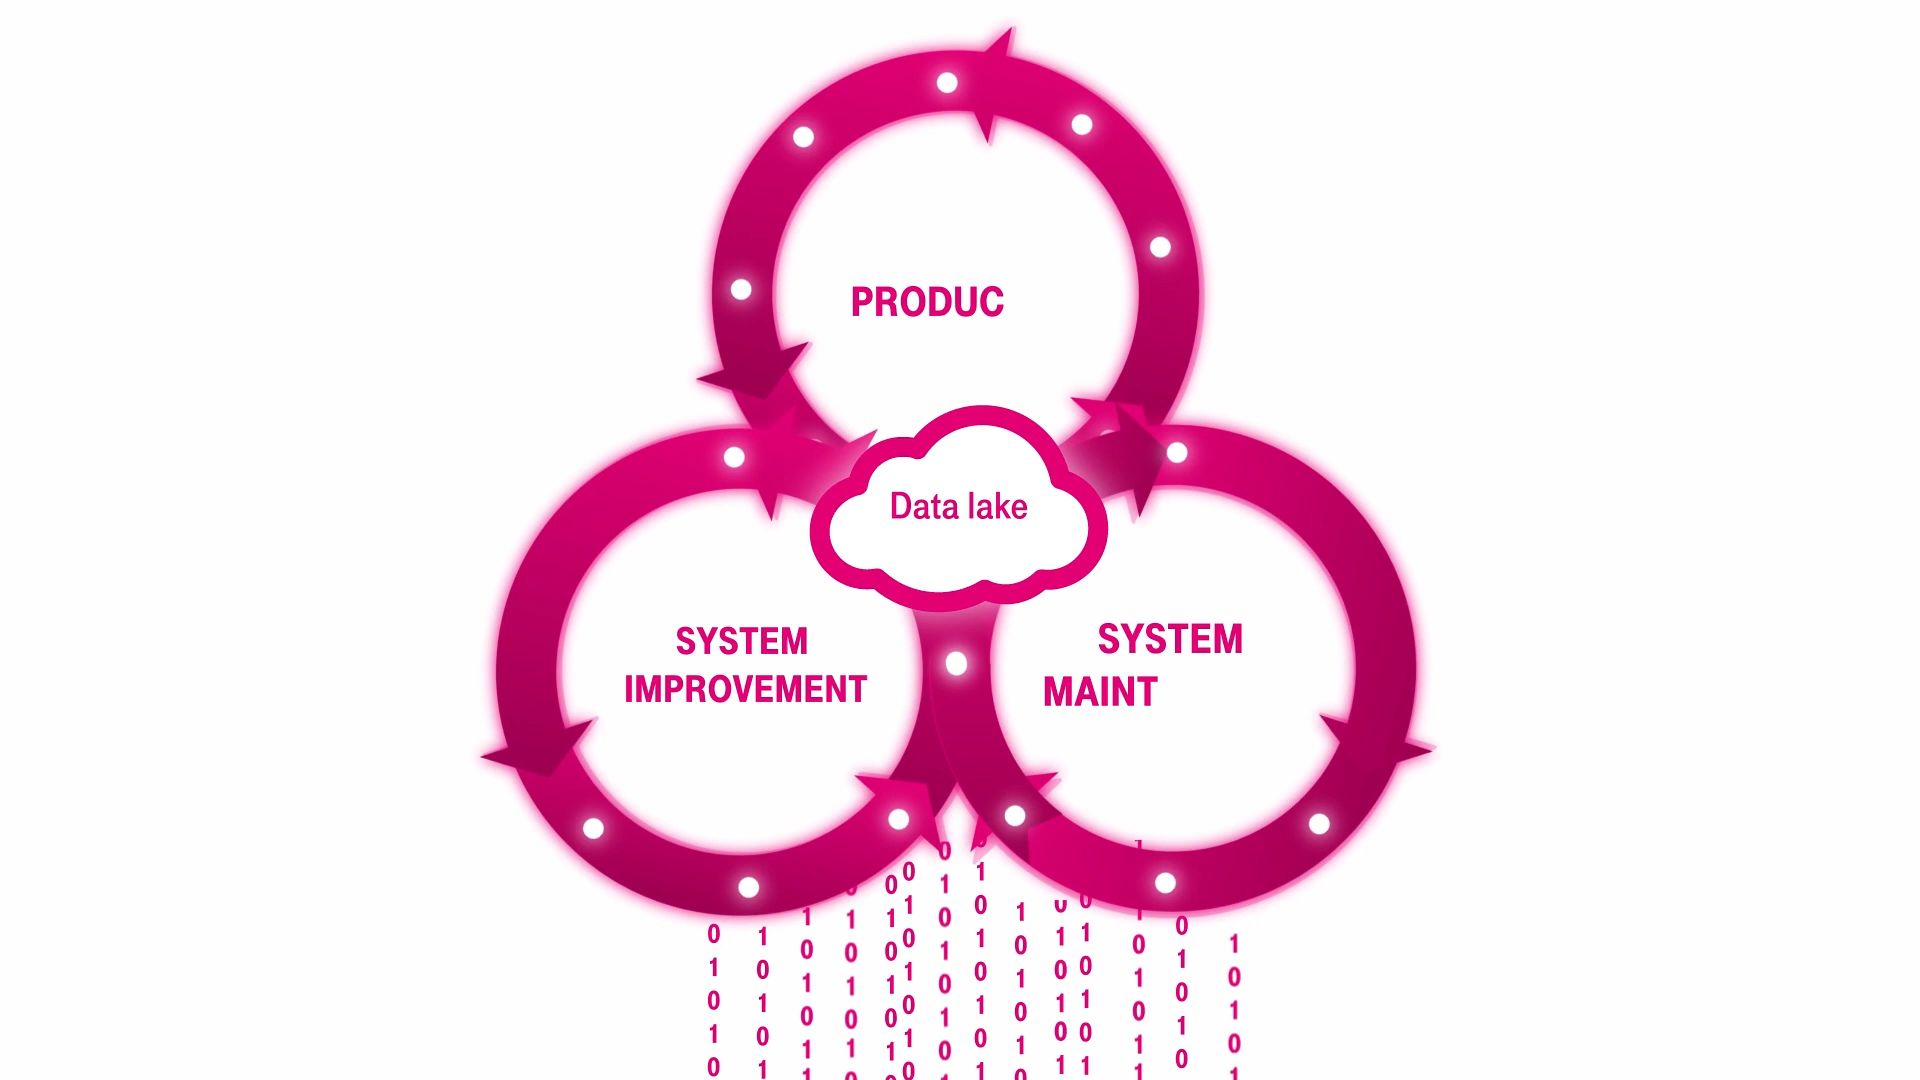 PRODUC
Data lake
SYSTEM
IMPROVEMENT
SYSTEM
MAINT